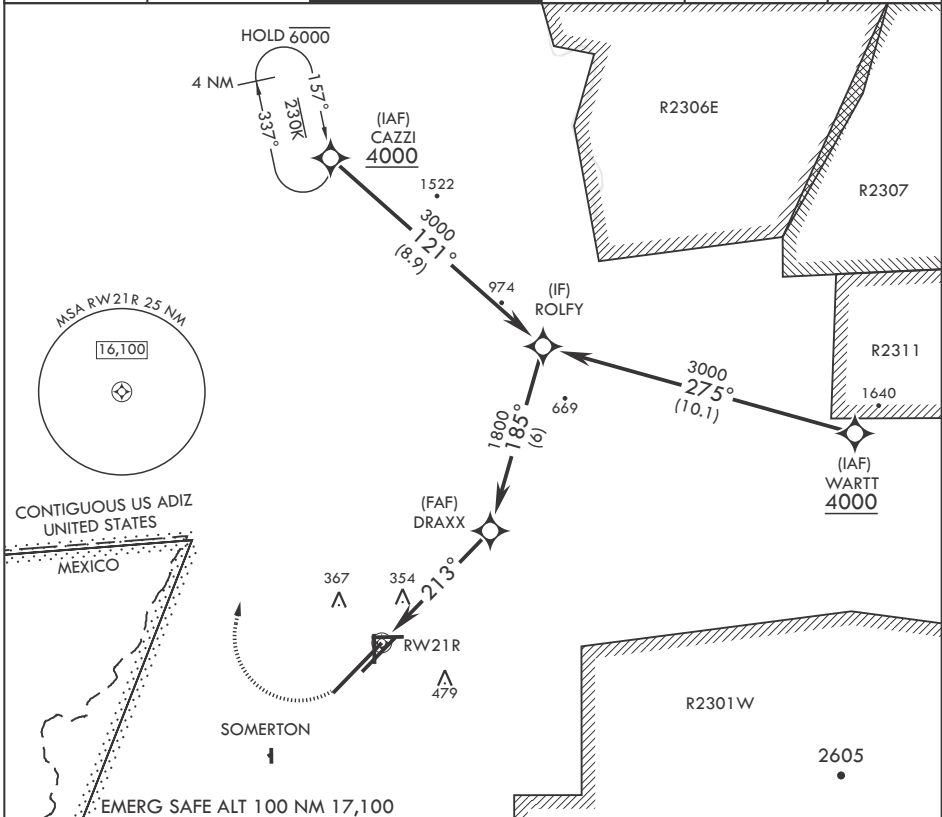 HOLD 6000
4 NM
157°
230K
337°
(IAF)
CAZZI
4000
1522
3000
121°
(8.9)
974
(IF)
ROLFY
R2306E
R2307
R2311
1640
3000
275°
(10.1)
(IAF)
WARTT
4000
MSA RW21R 25 NM
16,100
669
1800
185°
(6)
(FAF)
DRAXX
213°
CONTIGUOUS US ADIZ
UNITED STATES
MEXICO
367
354
RW21R
479
SOMERTON
R2301W
2605
EMERG SAFE ALT 100 NM 17,100